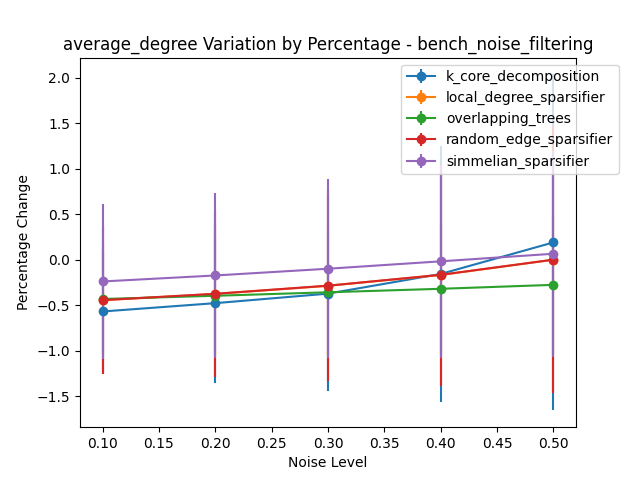 average_degree Variation by Percentage - bench_noise_filtering
k_core_decomposition
local_degree_sparsifier
overlapping_trees
random_edge_sparsifier
simmelian_sparsifier
Percentage Change
2.0
1.5
1.0
0.5
0.0
−0.5
−1.0
−1.5
0.10 0.15 0.20 0.25 0.30 0.35 0.40 0.45 0.50
Noise Level